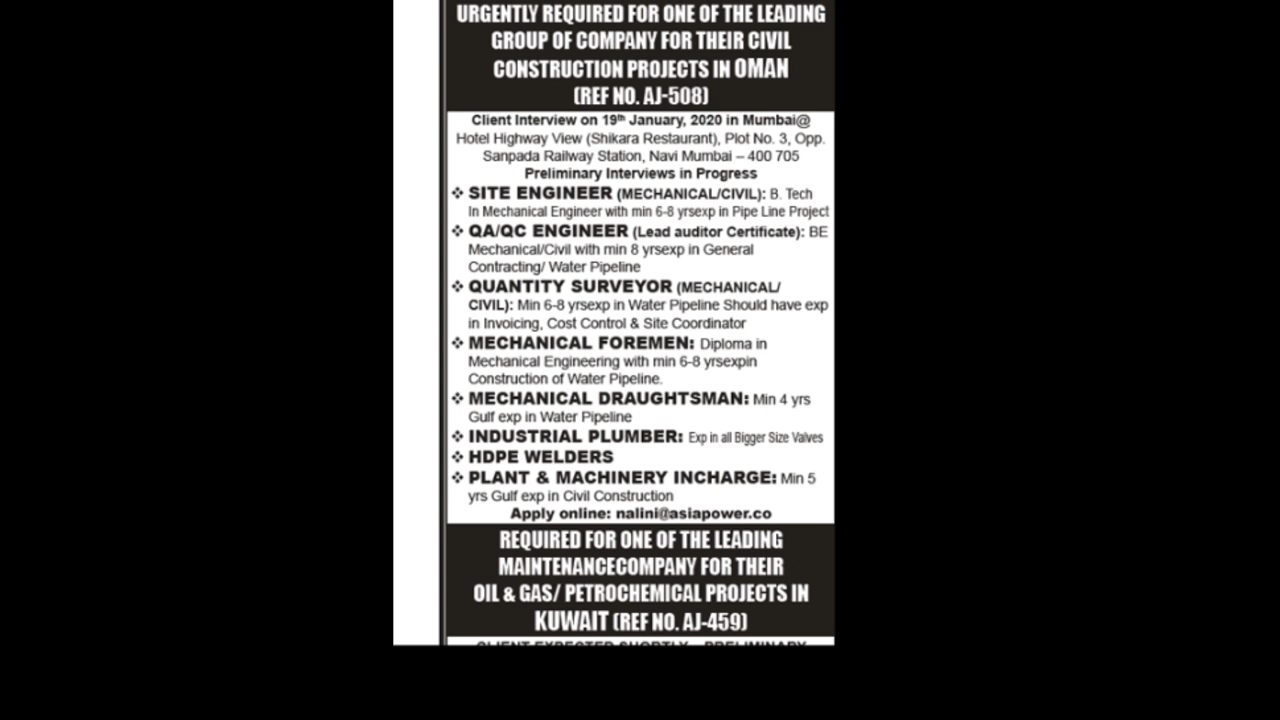 URGENTLY REQUIRED FOR ONE OF THE LEADING
GROUP OF COMPANY FOR THEIR CIVIL
CONSTRUCTION PROJECTS IN OMAN
(REF NO. AJ-508)
Client Interview on 19th January, 2020 in Mumbai@
Hotel Highway View (Shikara Restaurant), Plot No. 3, Opp.
Sanpada Railway Station, Navi Mumbai – 400 705
Preliminary Interviews in Progress
❖ SITE ENGINEER (MECHANICAL/CIVIL): B. Tech
In Mechanical Engineer with min 6-8 yrsexp in Pipe Line Project
❖ QA/QC ENGINEER (Lead auditor Certificate): BE
Mechanical/Civil with min 8 yrsexp in General
Contracting/ Water Pipeline
❖ QUANTITY SURVEYOR (MECHANICAL/
CIVIL): Min 6-8 yrsexp in Water Pipeline Should have exp
in Invoicing, Cost Control & Site Coordinator
❖ MECHANICAL FOREMEN: Diploma in
Mechanical Engineering with min 6-8 yrsexpin
Construction of Water Pipeline.
❖ MECHANICAL DRAUGHTSMAN: Min 4 yrs
Gulf exp in Water Pipeline
❖ INDUSTRIAL PLUMBER: Exp in all Bigger Size Valves
❖ HDPE WELDERS
❖ PLANT & MACHINERY INCHARGE: Min 5
yrs Gulf exp in Civil Construction
Apply online: nalini@asiapower.co
REQUIRED FOR ONE OF THE LEADING
MAINTENANCECOMPANY FOR THEIR
OIL & GAS/ PETROCHEMICAL PROJECTS IN
KUWAIT (REF NO. AJ-459)
CLIENT EXPECTED SHORTLY – PRELIMINARY